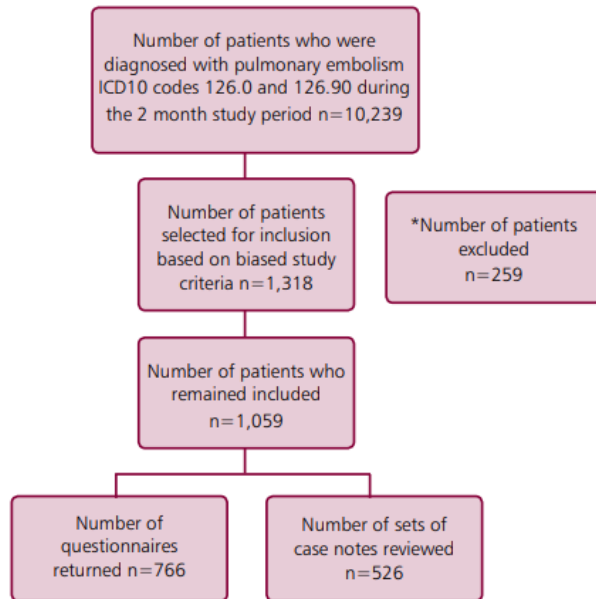 Number of patients who were
diagnosed with pulmonary embolism
ICD10 codes 126.0 and 126.90 during
the 2 month study period n=10,239
Number of patients
selected for inclusion
based on biased study
criteria n=1,318
*Number of patients
excluded
n=259
Number of patients who
remained included
n=1,059
Number of
questionnaires
returned n=766
Number of sets of
case notes reviewed
n=526